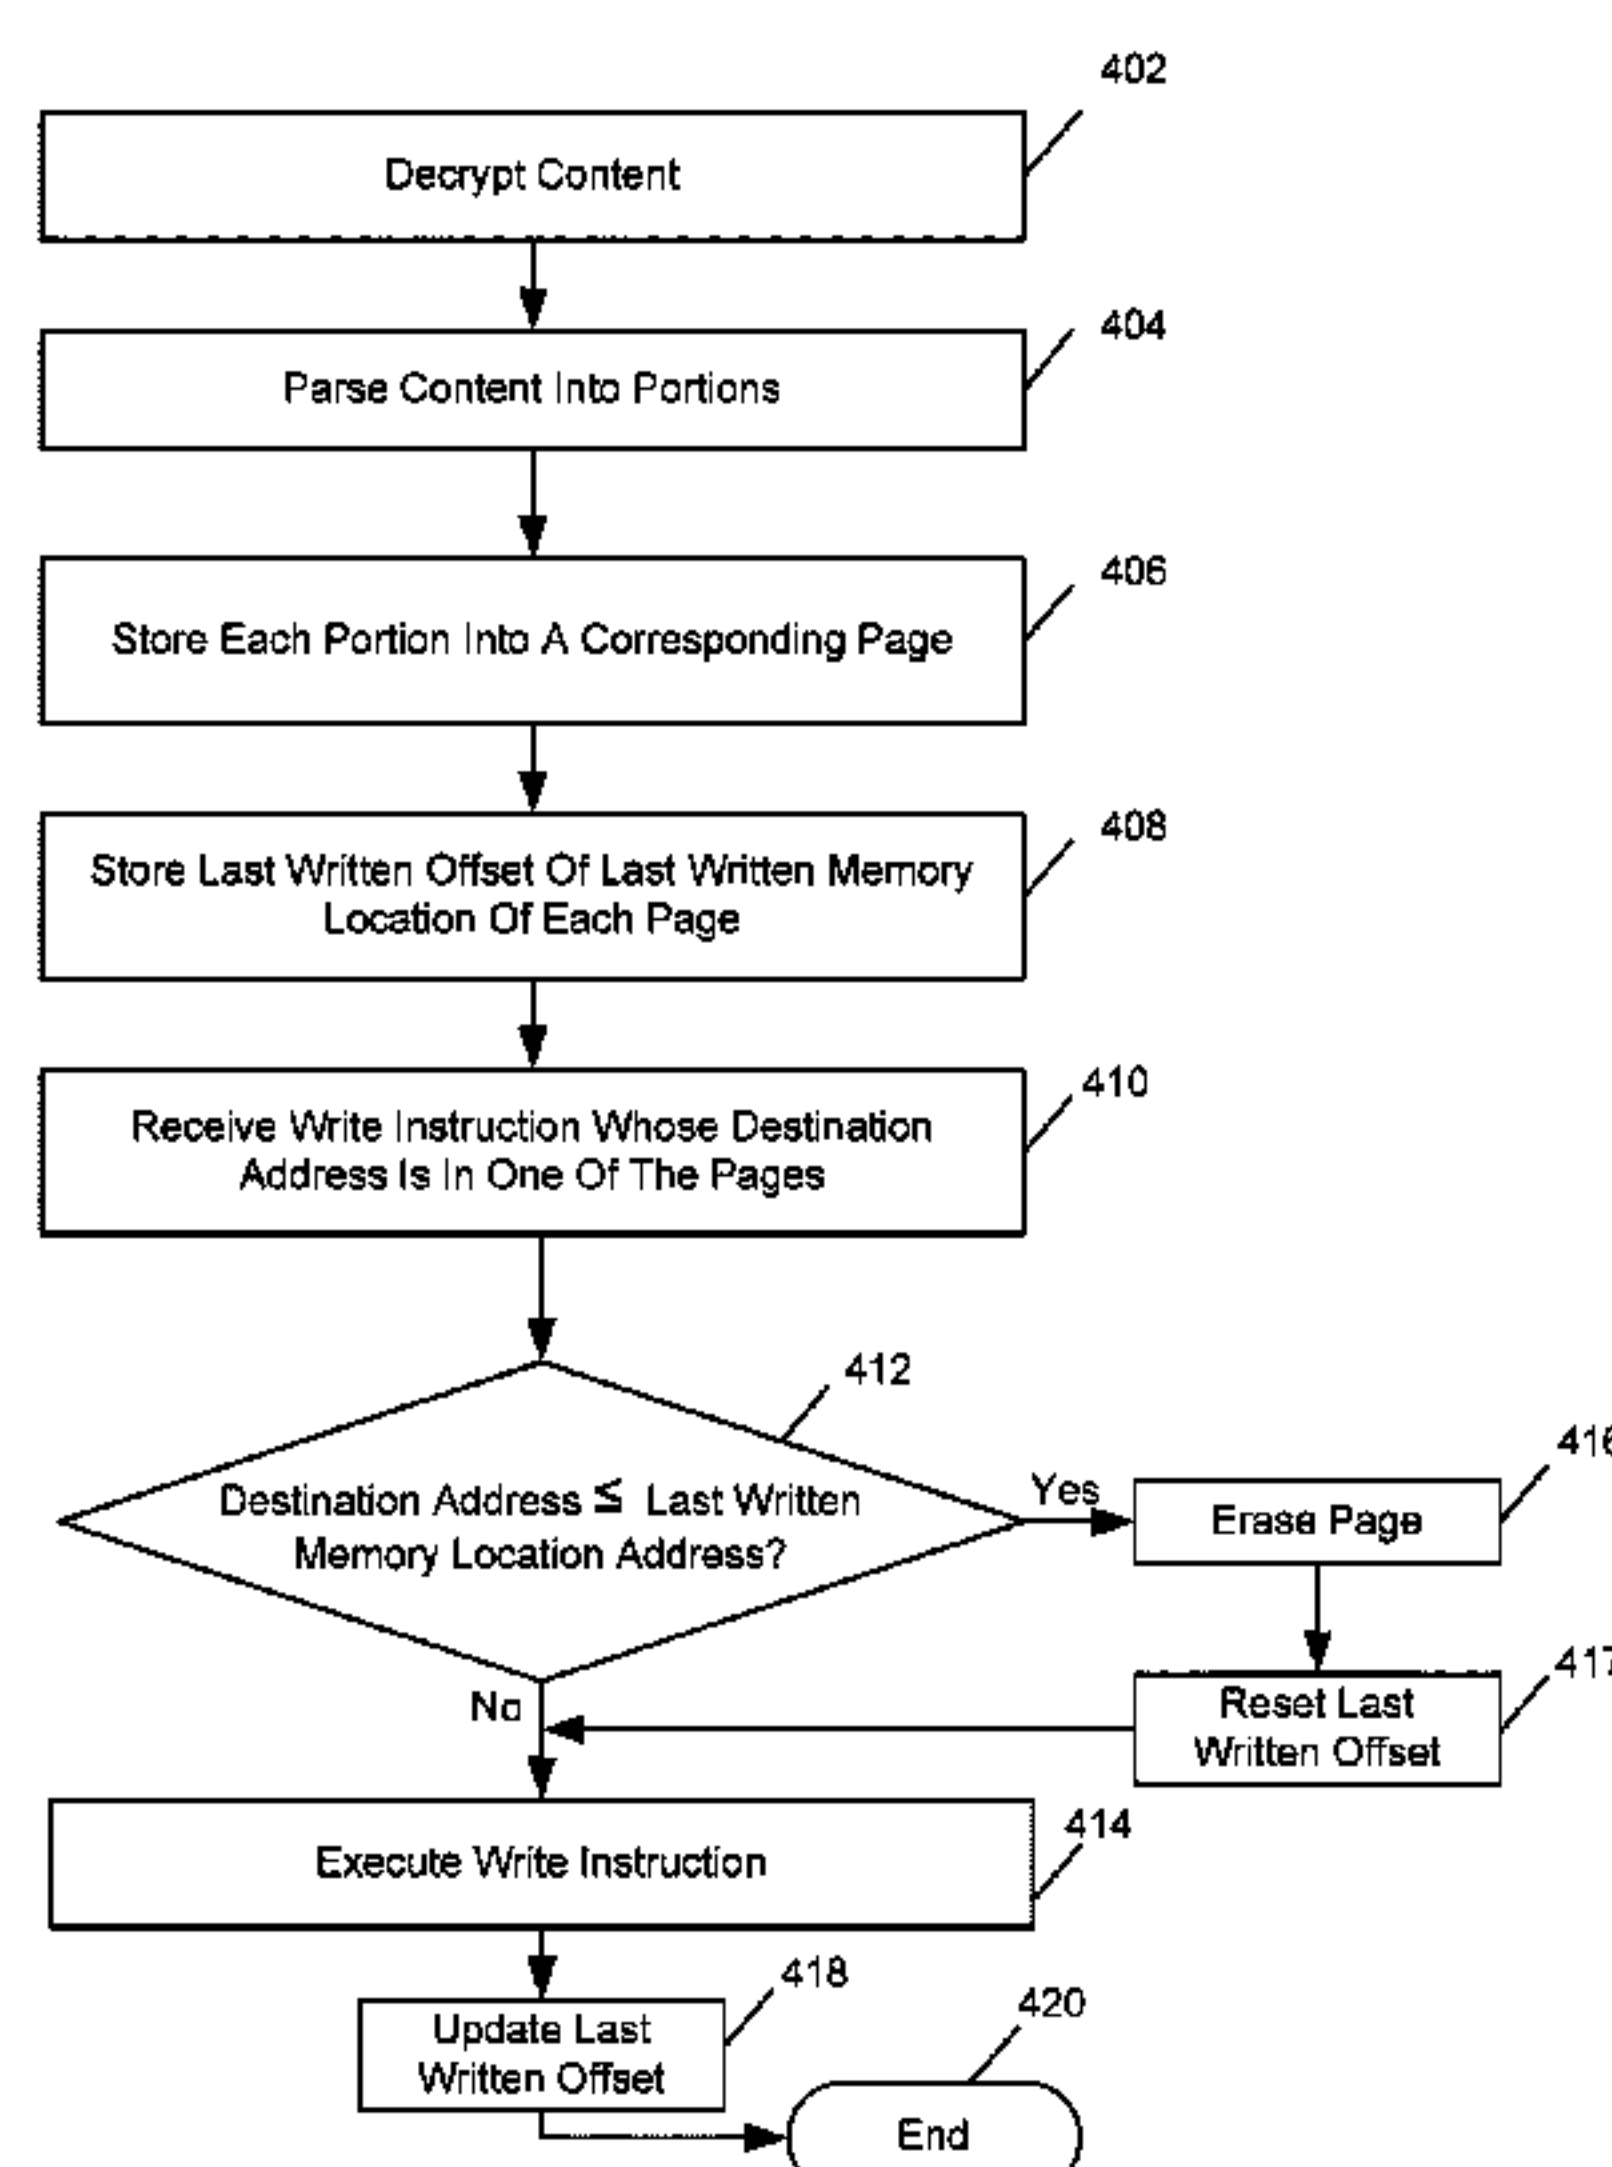 402
Decrypt Content
404
Parse Content Into Portions
406
Store Each Portion Into A Corresponding Page
408
Store Last Written Offset Of Last Written Memory
Location Of Each Page
410
Receive Write Instruction Whose Destination
Address Is In One Of The Pages
412
Destination Address ≤ Last Written
Memory Location Address?
Yes
416
Erase Page
417
Reset Last
Written Offset
No
414
Execute Write Instruction
418
Update Last
Written Offset
420
End